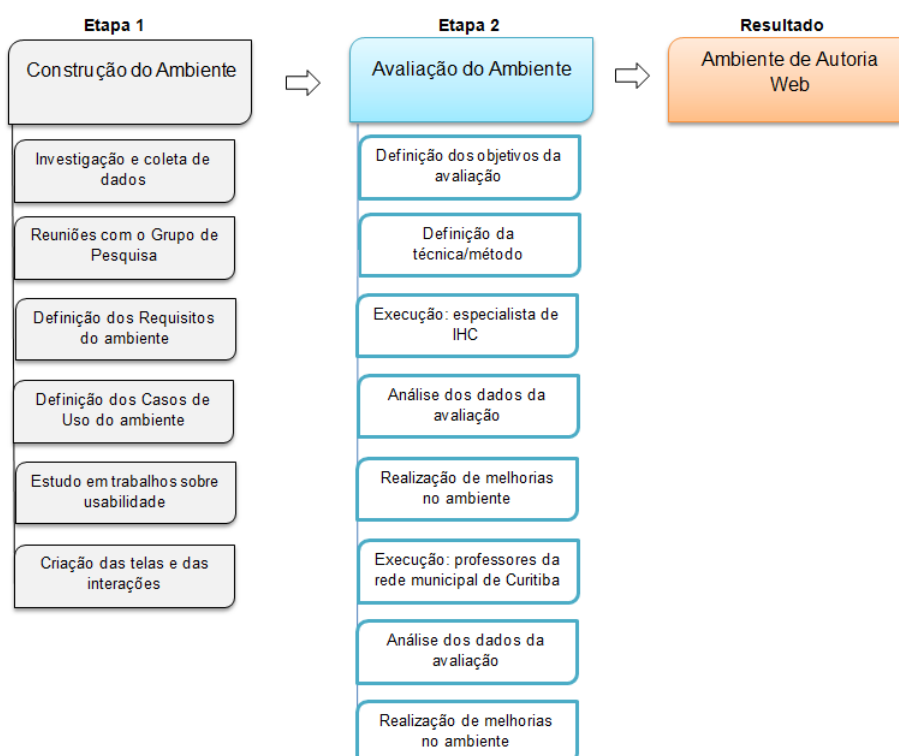 Etapa 1
Construção do Ambiente
Investigação e coleta de
dados
Reuniões com o Grupo de
Pesquisa
Definição dos Requisitos
do ambiente
Definição dos Casos de
Uso do ambiente
Estudo em trabalhos sobre
usabilidade
Criação das telas e das
interações
Etapa 2
Avaliação do Ambiente
Definição dos objetivos da
avaliação
Definição da
técnica/método
Execução: especialista de
IHC
Análise dos dados da
avaliação
Realização de melhorias
no ambiente
Execução: professores da
rede municipal de Curitiba
Análise dos dados da
avaliação
Realização de melhorias
no ambiente
Resultado
Ambiente de Autoria
Web